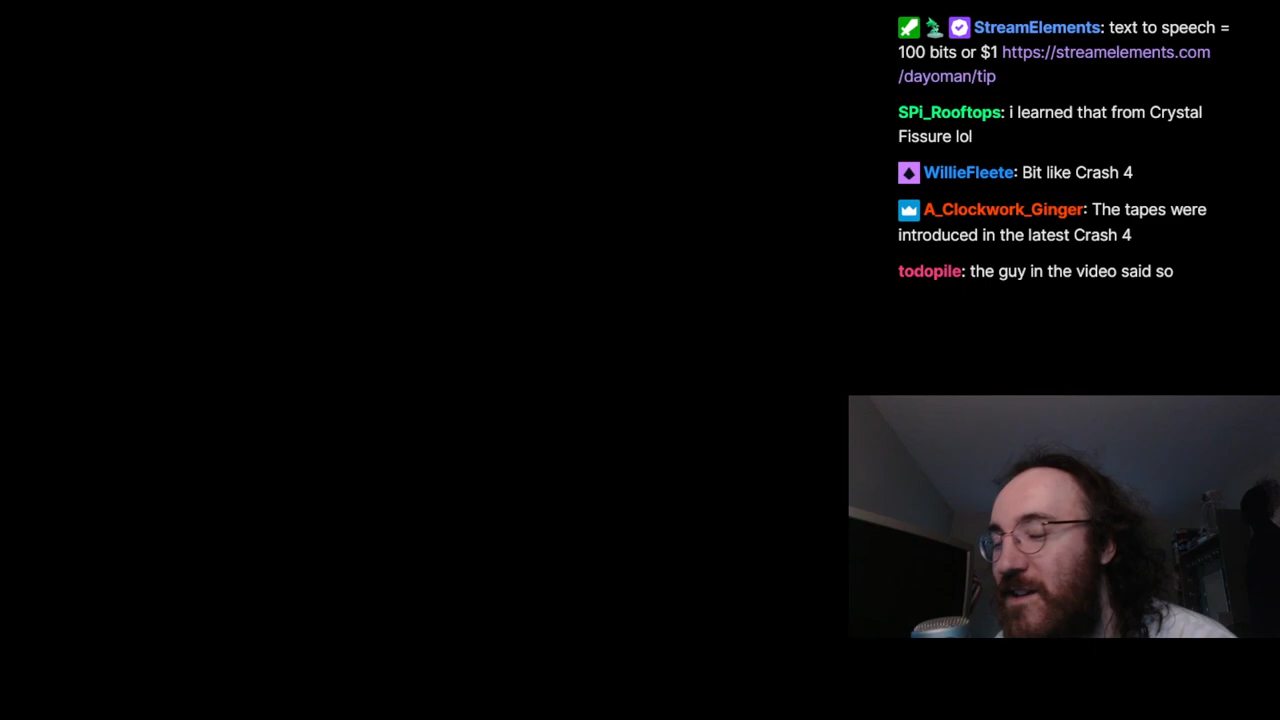 StreamElements: text to speech =
100 bits or $1 https://streamelements.com
/dayoman/tip
SPi_Rooftops: i learned that from Crystal
Fissure lol
WillieFleete: Bit like Crash 4
A_Clockwork_Ginger: The tapes were
introduced in the latest Crash 4
todopile: the guy in the video said so